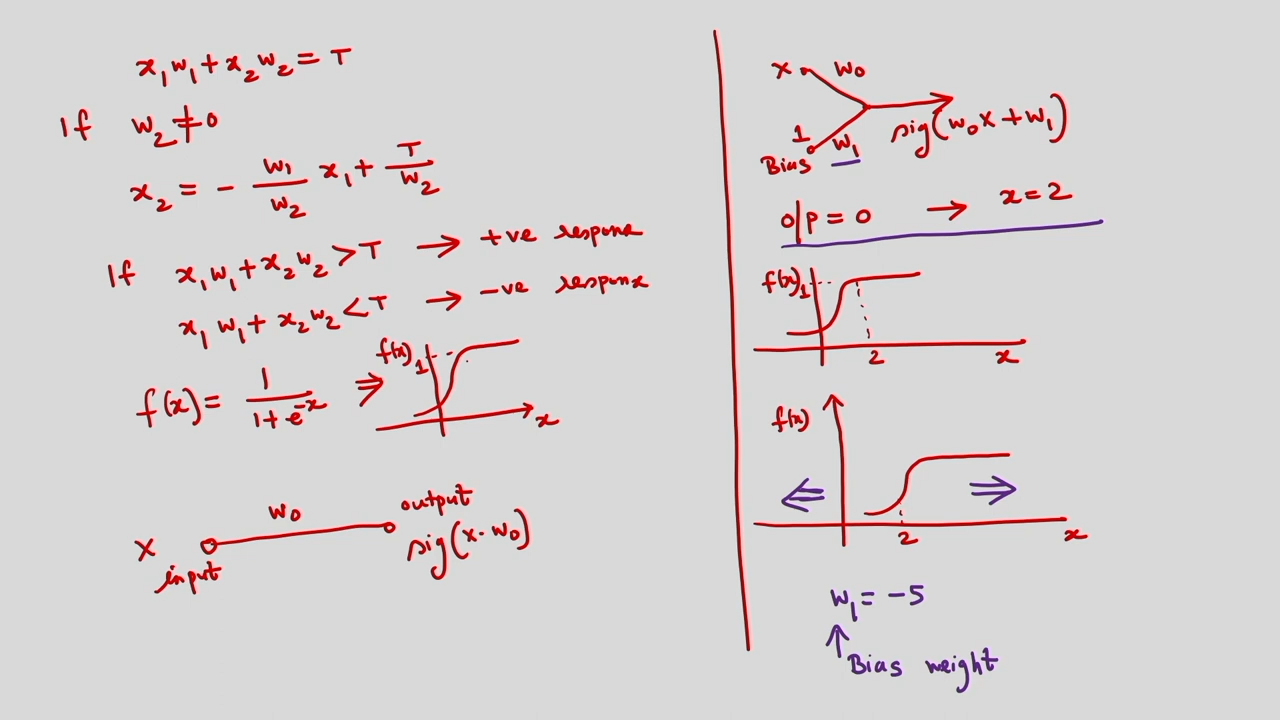 x₁w₁ + x₂w₂ = T
If w₂ ≠ 0
x₂ = - w₁/w₂ x₁ + T/w₂
If x₁w₁ + x₂w₂ > T → +ve response
x₁w₁ + x₂w₂ < T → -ve response
f(x) = 1/(1 + e⁻ˣ) ⇒
f(x)
1
x
w₀
X
input
output
sig(x·w₀)
x w₀
1
Bias w₁
sig(w₀x + w₁)
o/p = 0 → x = 2
f(x) 1
2
x
f(x)
⇐ ⇒
2
x
w₁ = -5
↑
Bias weight